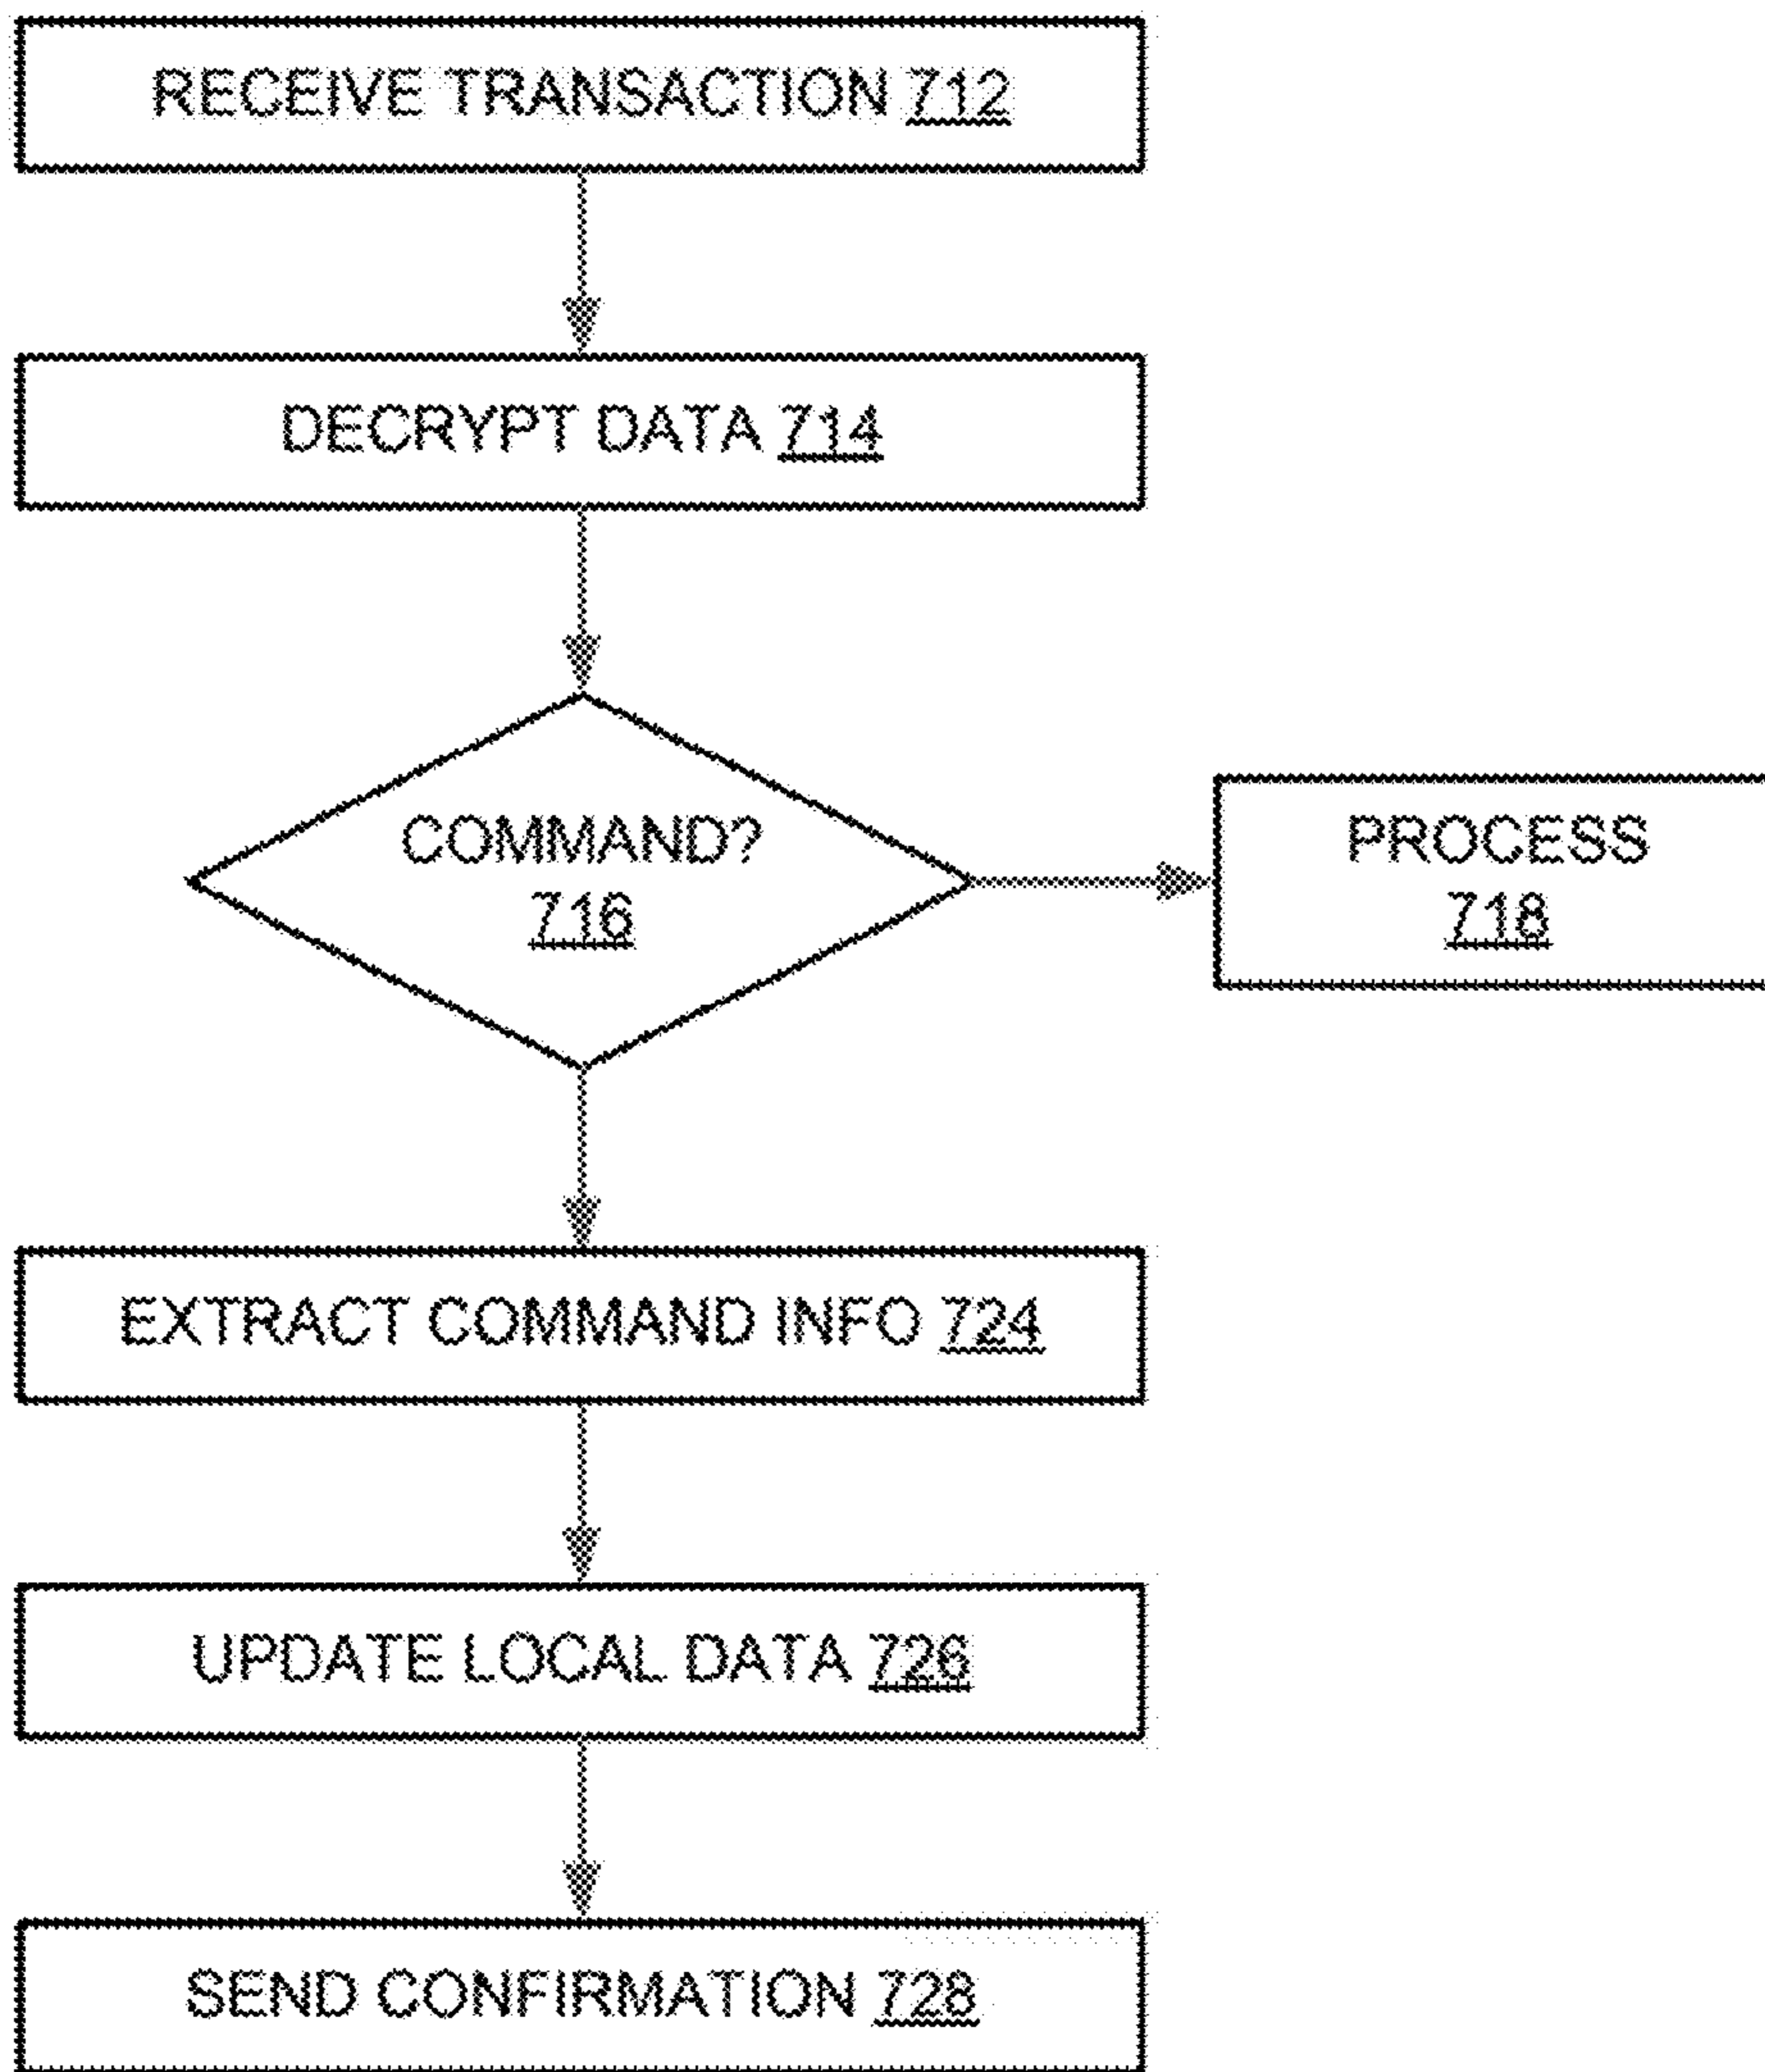 RECEIVE TRANSACTION 712
DECRYPT DATA 714
COMMAND?
716
PROCESS
718
EXTRACT COMMAND INFO 724
UPDATE LOCAL DATA 726
SEND CONFIRMATION 728